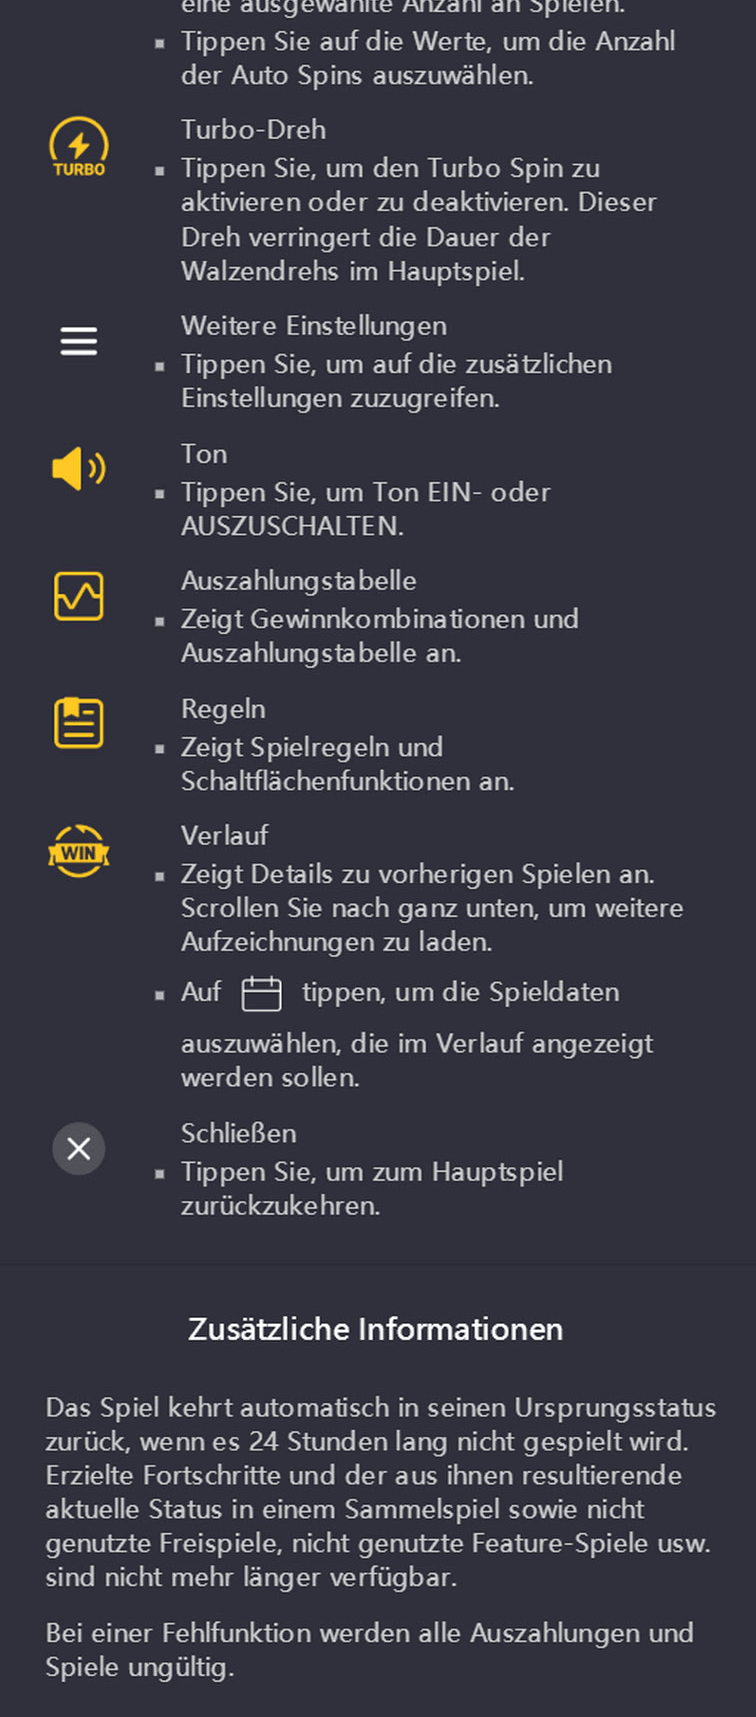 eine ausgewählte Anzahl an Spielen.
▪ Tippen Sie auf die Werte, um die Anzahl
der Auto Spins auszuwählen.
Turbo-Dreh
TURBO
▪ Tippen Sie, um den Turbo Spin zu
aktivieren oder zu deaktivieren. Dieser
Dreh verringert die Dauer der
Walzendrehs im Hauptspiel.
Weitere Einstellungen
▪ Tippen Sie, um auf die zusätzlichen
Einstellungen zuzugreifen.
Ton
▪ Tippen Sie, um Ton EIN- oder
AUSZUSCHALTEN.
Auszahlungstabelle
▪ Zeigt Gewinnkombinationen und
Auszahlungstabelle an.
Regeln
▪ Zeigt Spielregeln und
Schaltflächenfunktionen an.
Verlauf
WIN
▪ Zeigt Details zu vorherigen Spielen an.
Scrollen Sie nach ganz unten, um weitere
Aufzeichnungen zu laden.
▪ Auf tippen, um die Spieldaten
auszuwählen, die im Verlauf angezeigt
werden sollen.
Schließen
▪ Tippen Sie, um zum Hauptspiel
zurückzukehren.
Zusätzliche Informationen
Das Spiel kehrt automatisch in seinen Ursprungsstatus
zurück, wenn es 24 Stunden lang nicht gespielt wird.
Erzielte Fortschritte und der aus ihnen resultierende
aktuelle Status in einem Sammelspiel sowie nicht
genutzte Freispiele, nicht genutzte Feature-Spiele usw.
sind nicht mehr länger verfügbar.
Bei einer Fehlfunktion werden alle Auszahlungen und
Spiele ungültig.